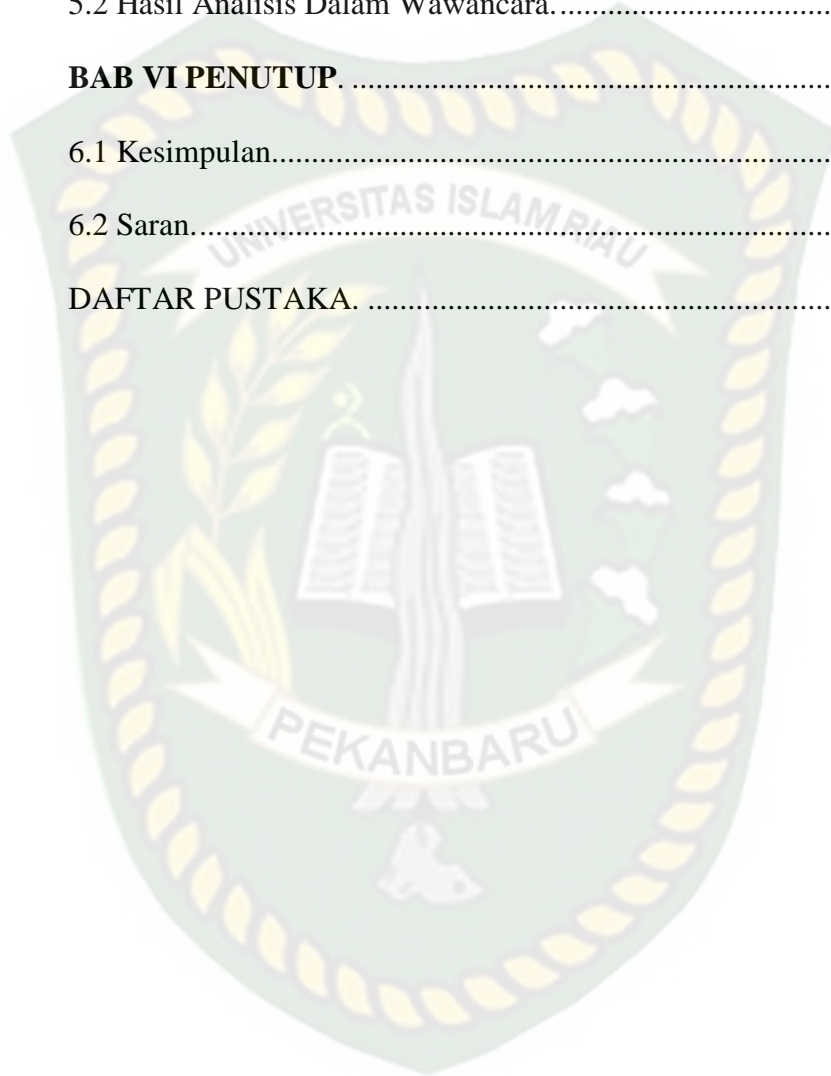 5.2 Hasil Analisis Dalam Wawancara...................................
BAB VI PENUTUP. .............................................................
6.1 Kesimpulan.......................................................................
6.2 Saran.................................................................................
DAFTAR PUSTAKA. ...........................................................
UNIVERSITAS ISLAM RIAU
PEKANBARU